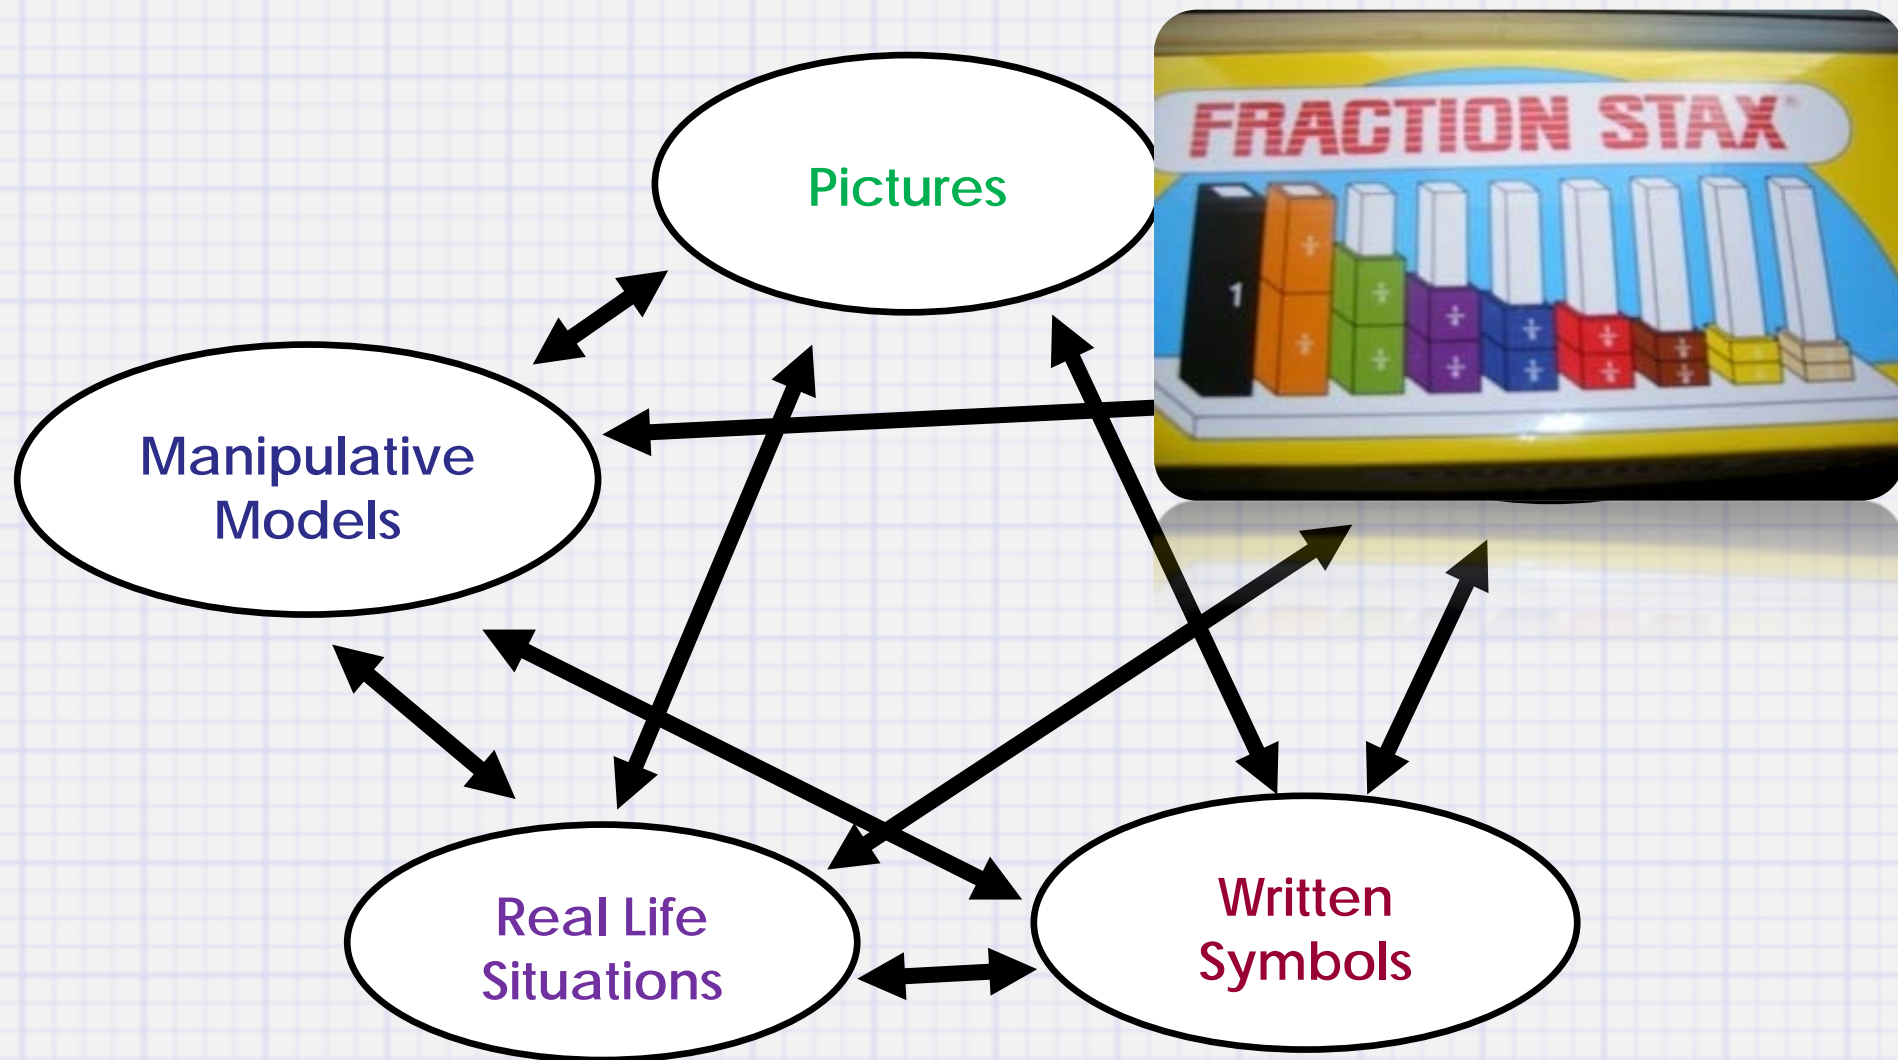 Pictures
FRACTION STAX
1
Manipulative
Models
Real Life
Situations
Written
Symbols